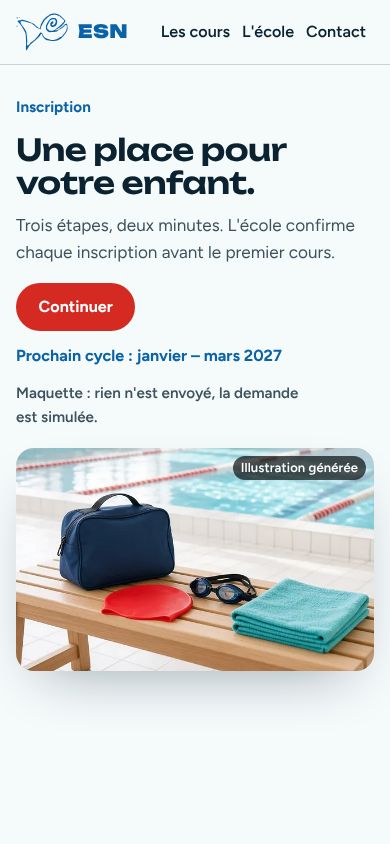 ESN
Les cours L'école Contact
Inscription
Une place pour
votre enfant.
Trois étapes, deux minutes. L'école confirme
chaque inscription avant le premier cours.
Continuer
Prochain cycle : janvier – mars 2027
Maquette : rien n'est envoyé, la demande
est simulée.
Illustration générée